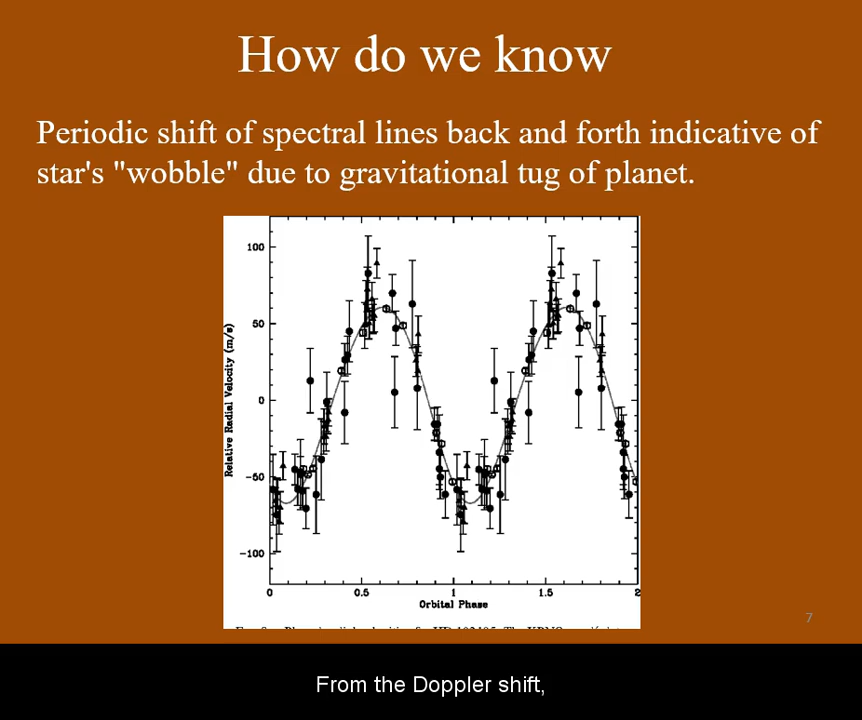 How do we know
Periodic shift of spectral lines back and forth indicative of
star's "wobble" due to gravitational tug of planet.
Relative Radial Velocity (m/s)
100
50
0
-50
-100
0 0.5 1 1.5 2
Orbital Phase
7
From the Doppler shift,